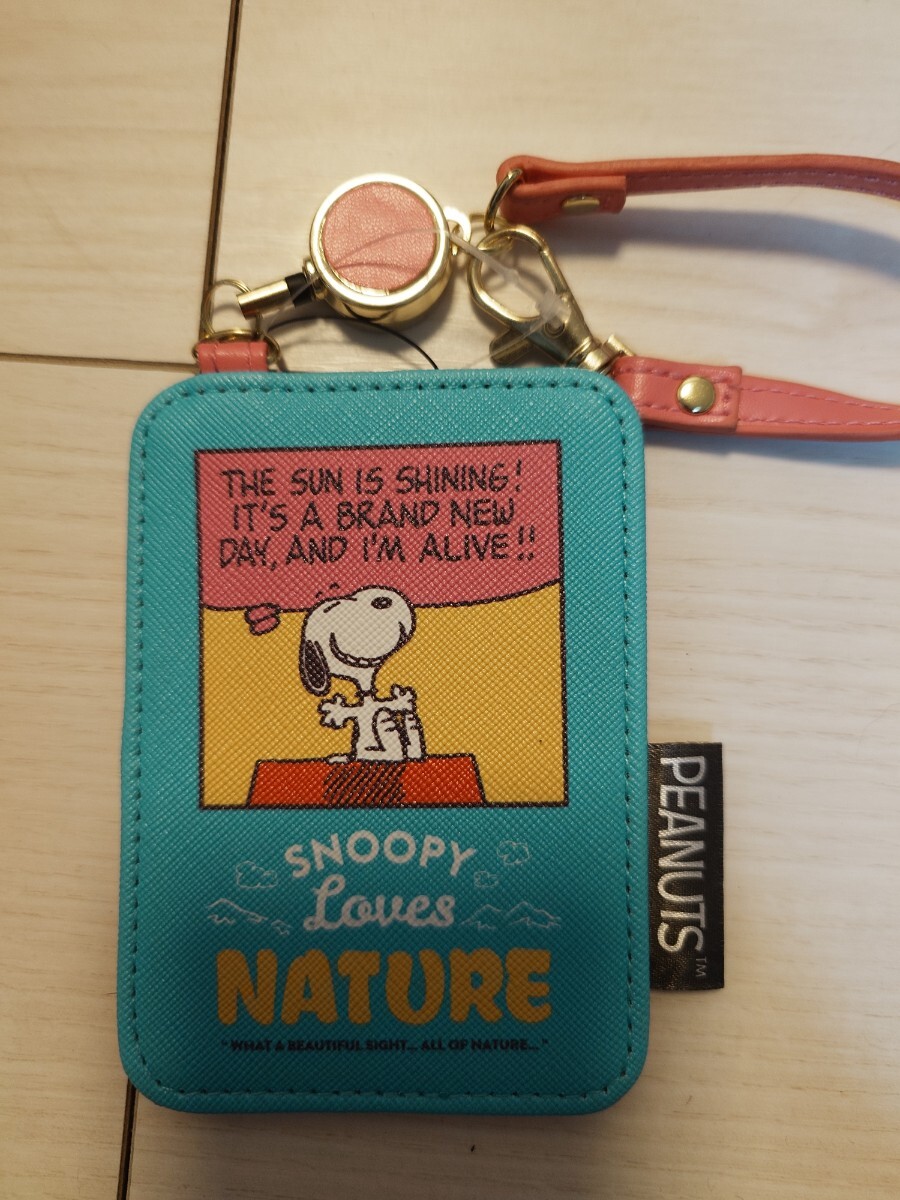 THE SUN IS SHINING!
IT'S A BRAND NEW
DAY, AND I'M ALIVE!!
SNOOPY
Loves
NATURE
"WHAT A BEAUTIFUL SIGHT... ALL OF NATURE..."
PEANUTS™